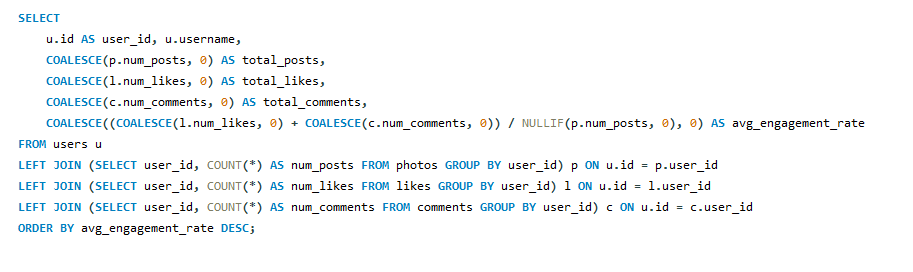 SELECT
    u.id AS user_id, u.username,
    COALESCE(p.num_posts, 0) AS total_posts,
    COALESCE(l.num_likes, 0) AS total_likes,
    COALESCE(c.num_comments, 0) AS total_comments,
    COALESCE((COALESCE(l.num_likes, 0) + COALESCE(c.num_comments, 0)) / NULLIF(p.num_posts, 0), 0) AS avg_engagement_rate
FROM users u
LEFT JOIN (SELECT user_id, COUNT(*) AS num_posts FROM photos GROUP BY user_id) p ON u.id = p.user_id
LEFT JOIN (SELECT user_id, COUNT(*) AS num_likes FROM likes GROUP BY user_id) l ON u.id = l.user_id
LEFT JOIN (SELECT user_id, COUNT(*) AS num_comments FROM comments GROUP BY user_id) c ON u.id = c.user_id
ORDER BY avg_engagement_rate DESC;